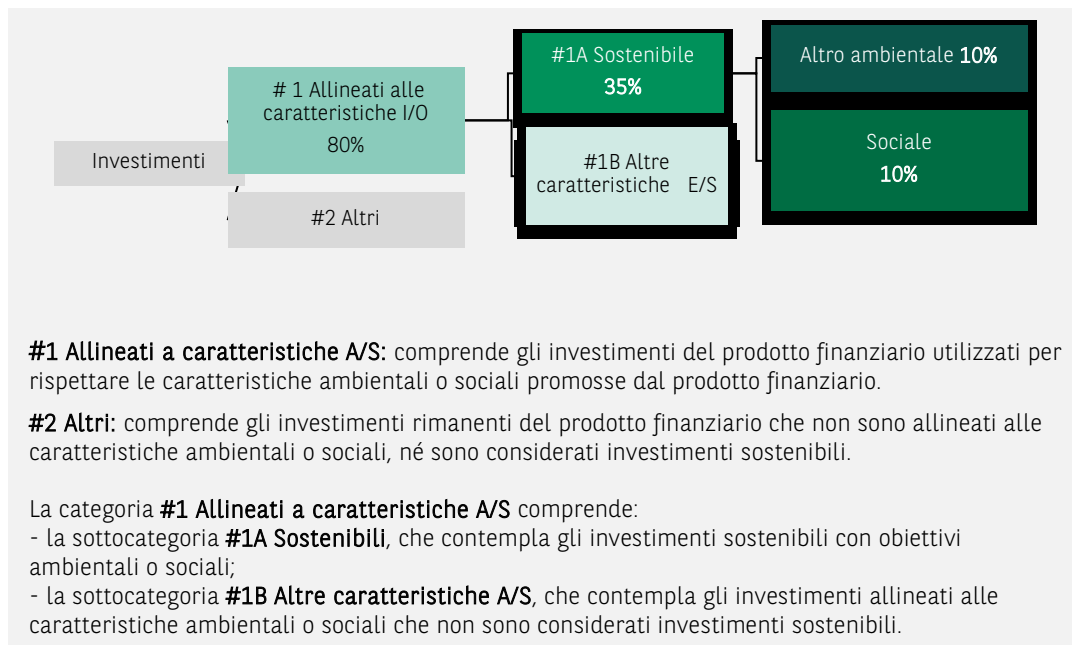 Investimenti
# 1 Allineati alle
caratteristiche I/O
80%
#2 Altri
#1A Sostenibile
35%
#1B Altre
caratteristiche E/S
Altro ambientale 10%
Sociale
10%
#1 Allineati a caratteristiche A/S: comprende gli investimenti del prodotto finanziario utilizzati per
rispettare le caratteristiche ambientali o sociali promosse dal prodotto finanziario.
#2 Altri: comprende gli investimenti rimanenti del prodotto finanziario che non sono allineati alle
caratteristiche ambientali o sociali, né sono considerati investimenti sostenibili.
La categoria #1 Allineati a caratteristiche A/S comprende:
- la sottocategoria #1A Sostenibili, che contempla gli investimenti sostenibili con obiettivi
ambientali o sociali;
- la sottocategoria #1B Altre caratteristiche A/S, che contempla gli investimenti allineati alle
caratteristiche ambientali o sociali che non sono considerati investimenti sostenibili.